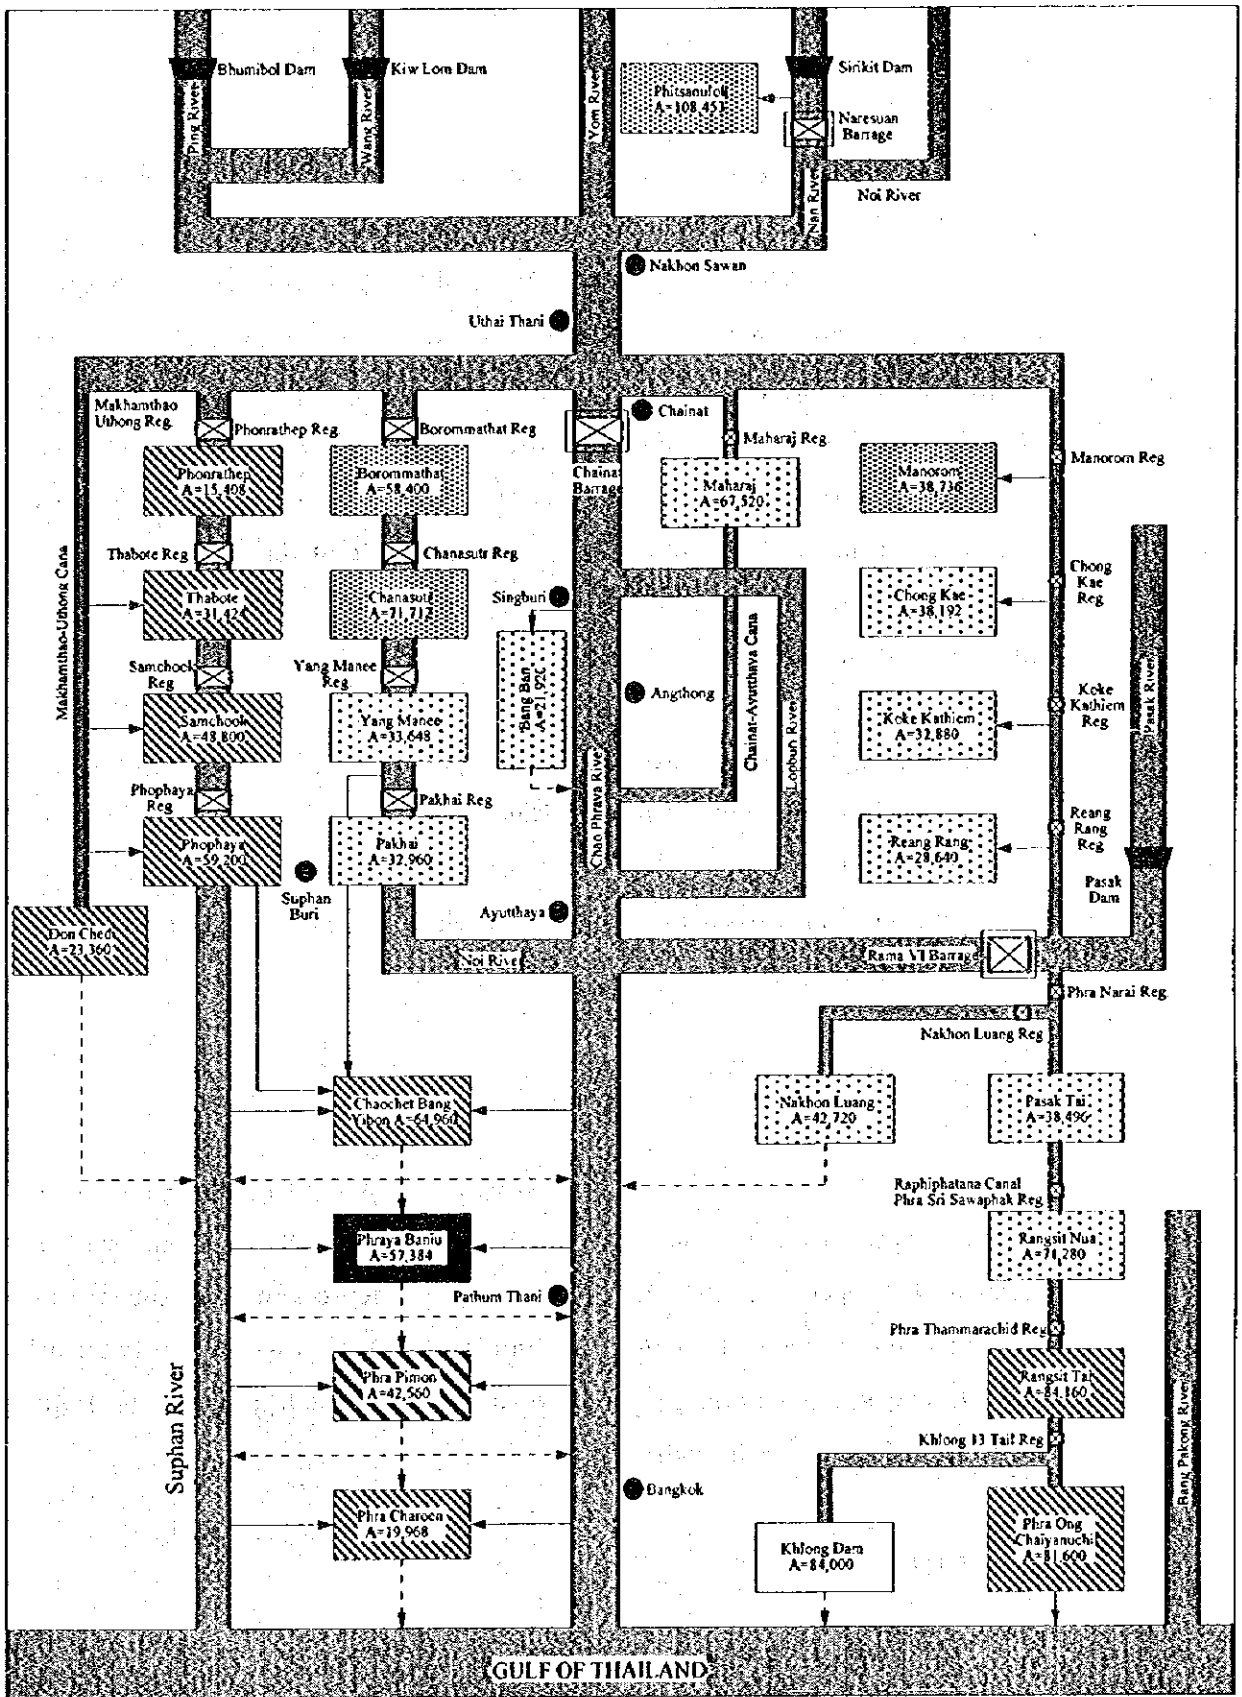 Bhumibol Dam
Kiw Lom Dam
Sirikit Dam
Ping River
Wang River
Yom River
A=108,451
Naresuan
Barrage
Nan River
Noi River
Nakhon Sawan
Uthai Thani
Makhamthao
Uthong Reg.
Phonrathep Reg.
Borommathat Reg
Chainat
Maharaj Reg.
Manorom Reg
Phonrathep
A=15,408
Borommathat
A=58,400
Chainat
Barrage
Maharaj
A=67,520
Manorom
A=38,736
Thabote Reg
Chanasutr Reg.
Chong
Kae
Reg.
Makhamthao-Uthong Cana
Thabote
A=31,424
Chanasutr
A=71,712
Singburi
Chong Kae
A=38,192
Samchook
Reg.
Yang Manee
Reg.
Bang Ban
A=21,920
Angthong
Chainat-Ayutthaya Cana
Lopburi River
Koke
Kathiem
Reg.
Pasak River
Samchook
A=48,800
Yang Manee
A=33,648
Koke Kathiem
A=32,880
Phophaya
Reg.
Pakhai Reg
Chao Phraya River
Reang
Rang
Reg
Phophaya
A=59,200
Pakhai
A=32,960
Reang Rang
A=28,640
Suphan
Buri
Pasak
Dam
Ayutthaya
Don Chedi
A=23,360
Noi River
Rama VI Barrage
Phra Narai Reg.
Nakhon Luang Reg
Chaochet Bang
Yibon A=64,960
Nakhon Luang
A=42,720
Pasak Tai
A=38,496
Raphiphatana Canal
Phra Sri Sawaphak Reg.
Phraya Banlu
A=57,384
Rangsit Nua
A=71,280
Pathum Thani
Phra Thammarachid Reg
Phra Pimon
A=42,560
Rangsit Tai
A=84,160
Suphan River
Khlong 13 Tail Reg
Bang Pakong River
Bangkok
Phra Charoen
A=19,968
Khlong Dam
A=84,000
Phra Ong
Chaiyanuchi
A=81,600
GULF OF THAILAND